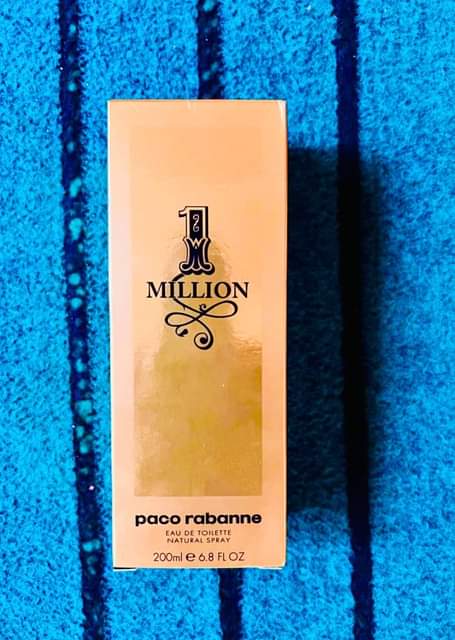 1
MILLION
paco rabanne
EAU DE TOILETTE
NATURAL SPRAY
200ml ℮ 6.8 FL OZ